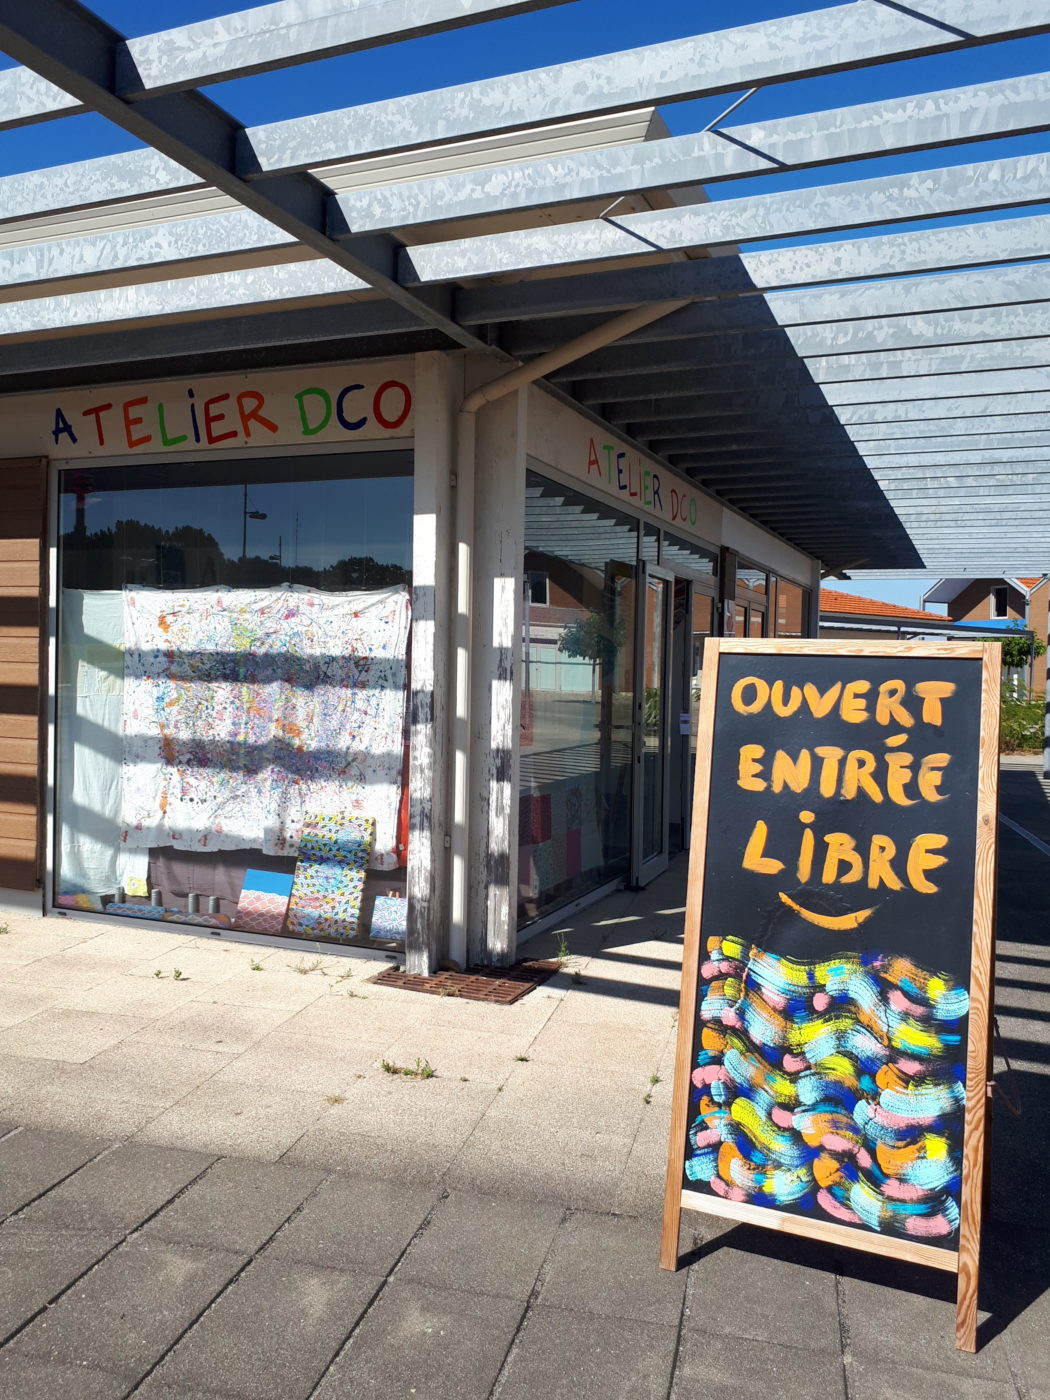 ATELiER DCO
ATELiER DCO
OUVERT
ENTRÉE
LiBRE